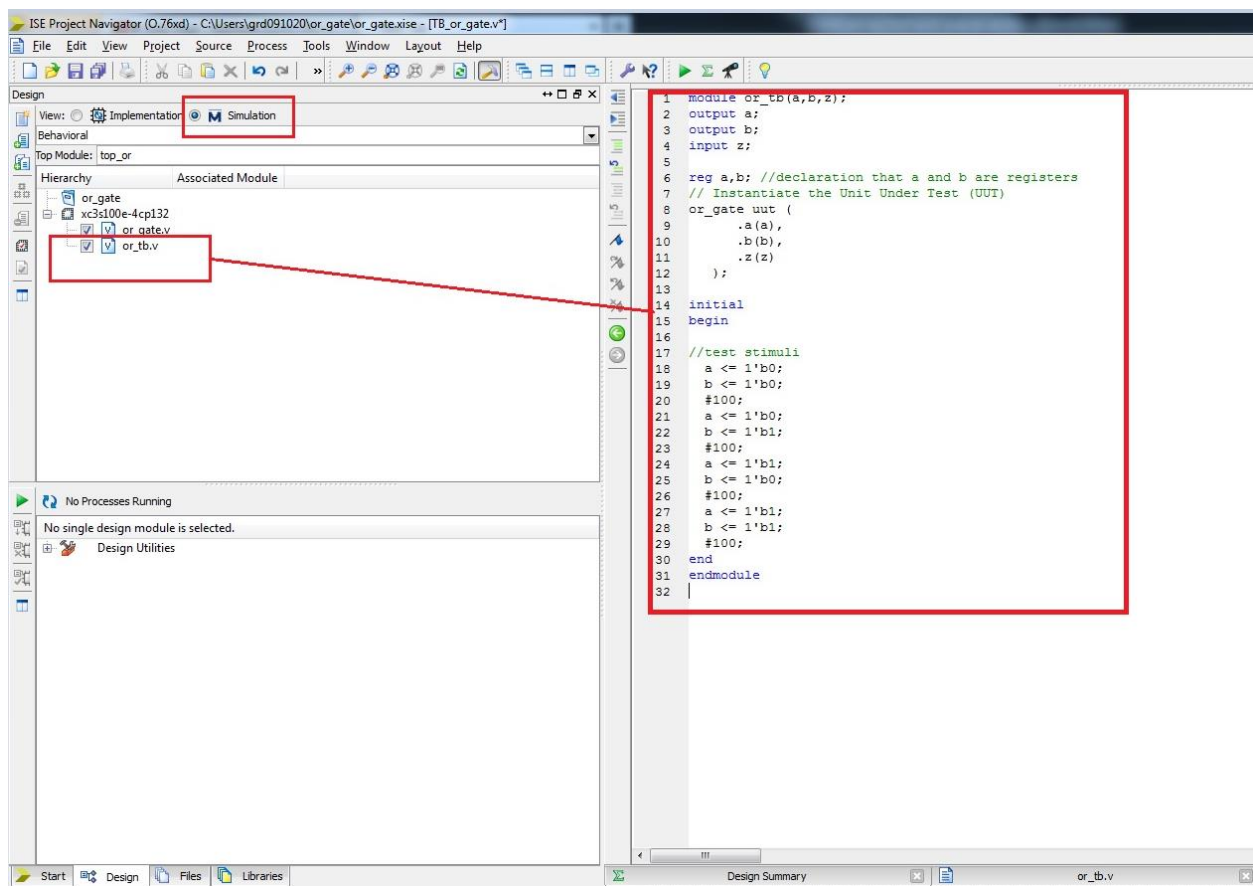 ISE Project Navigator (O.76xd) - C:\Users\grd091020\or_gate\or_gate.xise - [TB_or_gate.v*]
File Edit View Project Source Process Tools Window Layout Help
Design
View: Implementation Simulation
Behavioral
Top Module: top_or
Hierarchy Associated Module
or_gate
xc3s100e-4cp132
or_gate.v
or_tb.v
No Processes Running
No single design module is selected.
Design Utilities
Start Design Files Libraries
1 module or_tb(a,b,z);
2 output a;
3 output b;
4 input z;
5
6 reg a,b; //declaration that a and b are registers
7 // Instantiate the Unit Under Test (UUT)
8 or_gate uut (
9 .a(a),
10 .b(b),
11 .z(z)
12 );
13
14 initial
15 begin
16
17 //test stimuli
18 a <= 1'b0;
19 b <= 1'b0;
20 #100;
21 a <= 1'b0;
22 b <= 1'b1;
23 #100;
24 a <= 1'b1;
25 b <= 1'b0;
26 #100;
27 a <= 1'b1;
28 b <= 1'b1;
29 #100;
30 end
31 endmodule
32
Design Summary or_tb.v